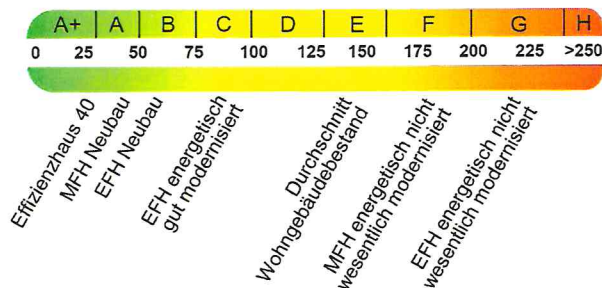 A+ A B C D E F G H
0 25 50 75 100 125 150 175 200 225 >250
Effizienzhaus 40
MFH Neubau
EFH Neubau
EFH energetisch
gut modernisiert
Durchschnitt
Wohngebäudebestand
MFH energetisch nicht
wesentlich modernisiert
EFH energetisch nicht
wesentlich modernisiert